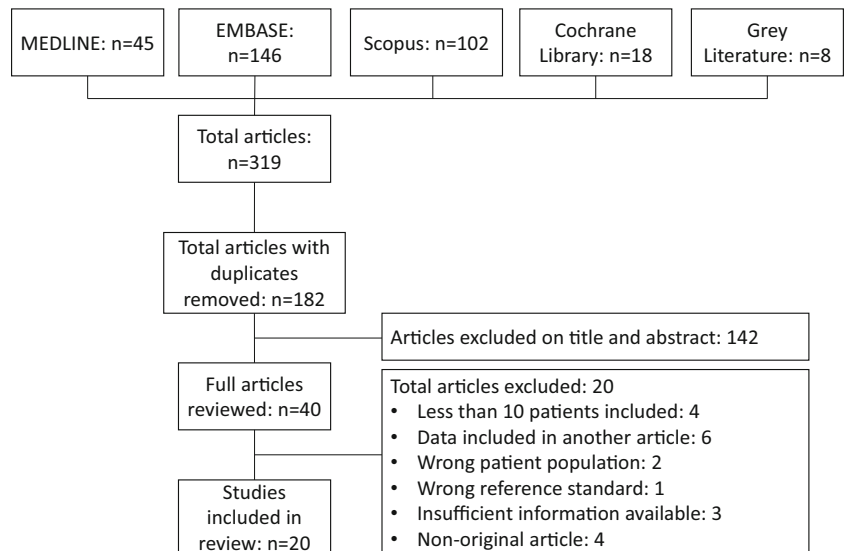 MEDLINE: n=45
EMBASE:
n=146
Scopus: n=102
Cochrane
Library: n=18
Grey
Literature: n=8
Total articles:
n=319
Total articles with
duplicates
removed: n=182
Articles excluded on title and abstract: 142
Full articles
reviewed: n=40
Total articles excluded: 20
• Less than 10 patients included: 4
• Data included in another article: 6
• Wrong patient population: 2
• Wrong reference standard: 1
• Insufficient information available: 3
• Non-original article: 4
Studies
included in
review: n=20